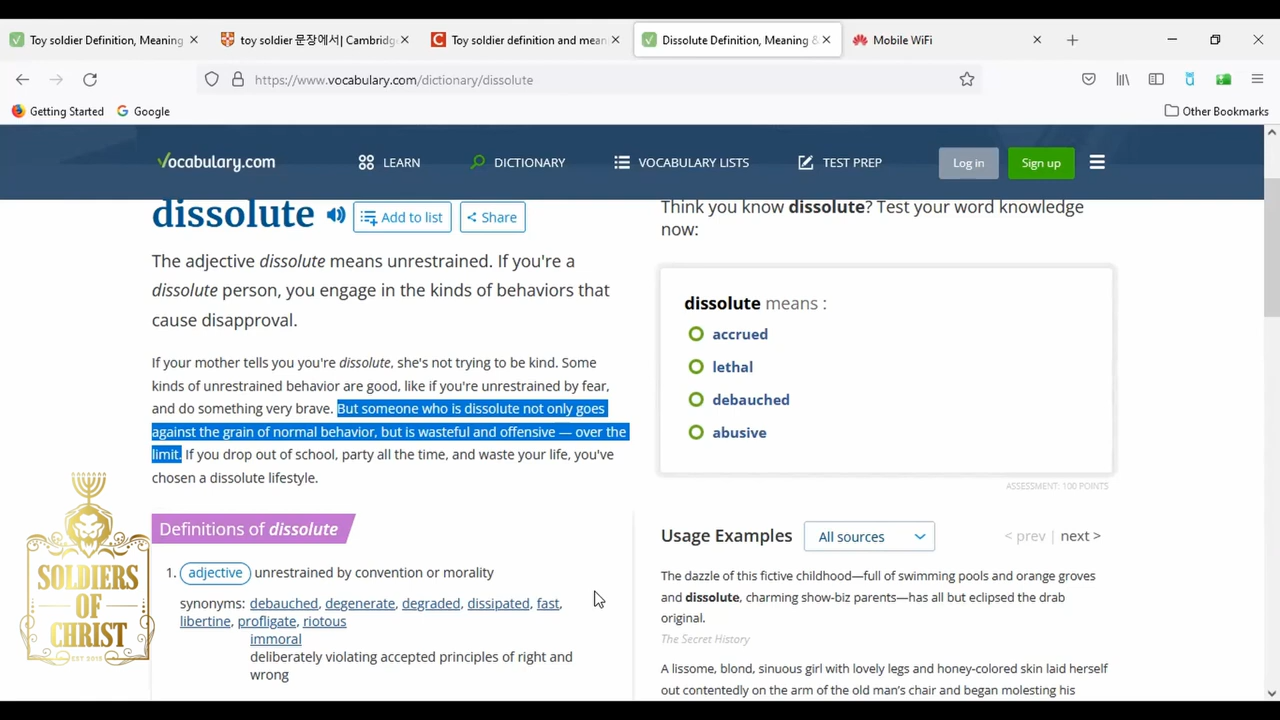 Toy soldier Definition, Meaning
toy soldier 문장에서| Cambridg
Toy soldier definition and mean
Dissolute Definition, Meaning &
Mobile WiFi
https://www.vocabulary.com/dictionary/dissolute
Getting Started
Google
Other Bookmarks
Vocabulary.com
LEARN
DICTIONARY
VOCABULARY LISTS
TEST PREP
Log in
Sign up
dissolute
Add to list
Share
The adjective dissolute means unrestrained. If you're a
dissolute person, you engage in the kinds of behaviors that
cause disapproval.
If your mother tells you you're dissolute, she's not trying to be kind. Some
kinds of unrestrained behavior are good, like if you're unrestrained by fear,
and do something very brave. But someone who is dissolute not only goes
against the grain of normal behavior, but is wasteful and offensive — over the
limit. If you drop out of school, party all the time, and waste your life, you've
chosen a dissolute lifestyle.
Definitions of dissolute
1. adjective unrestrained by convention or morality
synonyms: debauched, degenerate, degraded, dissipated, fast,
libertine, profligate, riotous
immoral
deliberately violating accepted principles of right and
wrong
Think you know dissolute? Test your word knowledge
now:
dissolute means :
accrued
lethal
debauched
abusive
ASSESSMENT: 100 POINTS
Usage Examples
All sources
< prev | next >
The dazzle of this fictive childhood—full of swimming pools and orange groves
and dissolute, charming show-biz parents—has all but eclipsed the drab
original.
The Secret History
A lissome, blond, sinuous girl with lovely legs and honey-colored skin laid herself
out contentedly on the arm of the old man's chair and began molesting his
SOLDIERS
OF
CHRIST